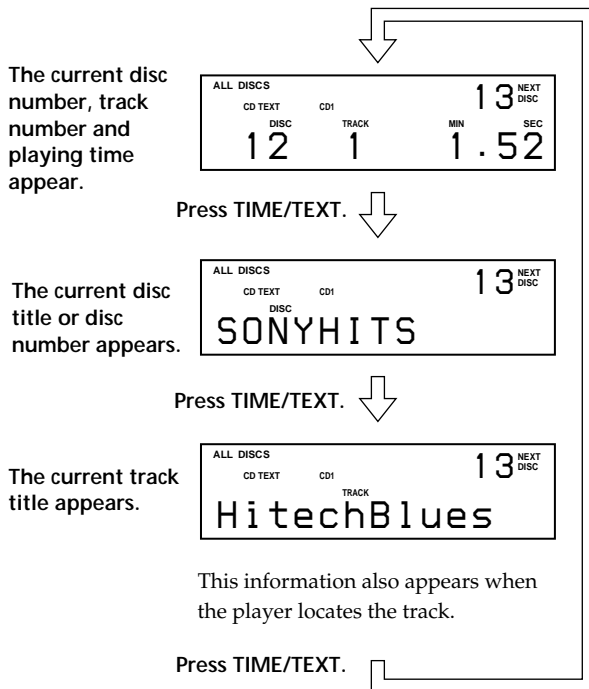 The current disc
number, track
number and
playing time
appear.
ALL DISCS
CD TEXT CD1 13 NEXT DISC
DISC TRACK MIN SEC
12 1 1.52
Press TIME/TEXT.
The current disc
title or disc
number appears.
ALL DISCS
CD TEXT CD1 13 NEXT DISC
DISC
SONYHITS
Press TIME/TEXT.
The current track
title appears.
ALL DISCS
CD TEXT CD1 13 NEXT DISC
TRACK
HitechBlues
This information also appears when
the player locates the track.
Press TIME/TEXT.